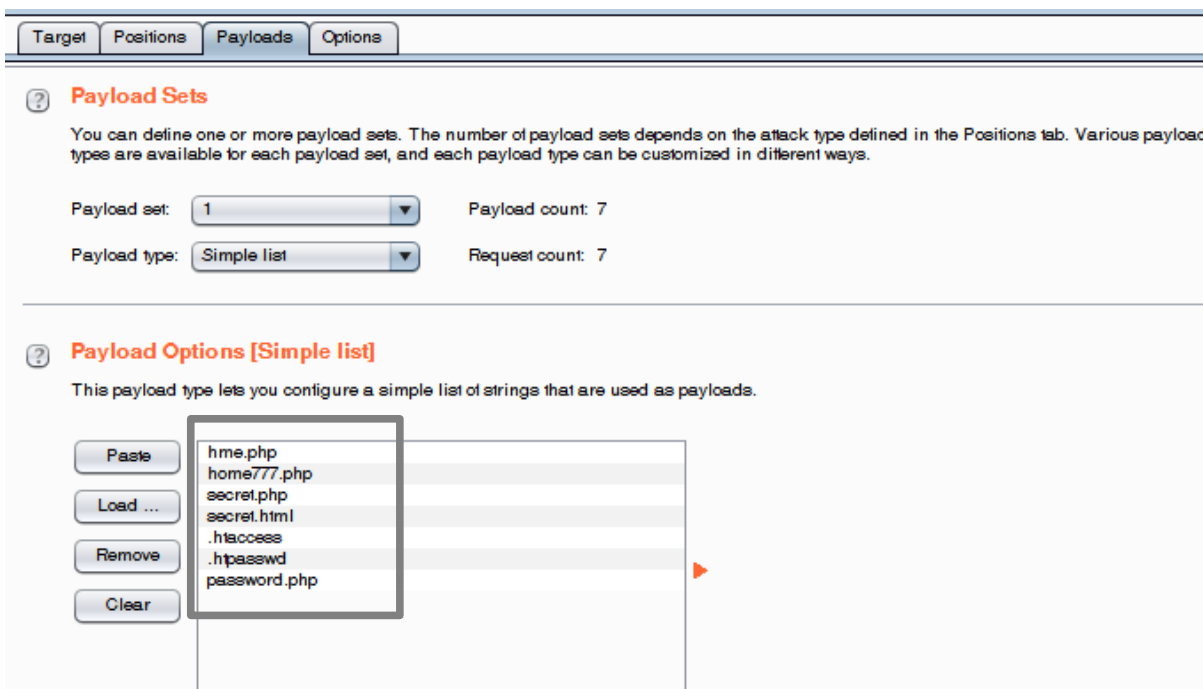 Target Positions Payloads Options
? Payload Sets
You can define one or more payload sets. The number of payload sets depends on the attack type defined in the Positions tab. Various payload
types are available for each payload set, and each payload type can be customized in different ways.
Payload set: 1 Payload count: 7
Payload type: Simple list Request count: 7
? Payload Options [Simple list]
This payload type lets you configure a simple list of strings that are used as payloads.
Paste
Load ...
Remove
Clear
hme.php
home777.php
secret.php
secret.html
.htaccess
.htpasswd
password.php